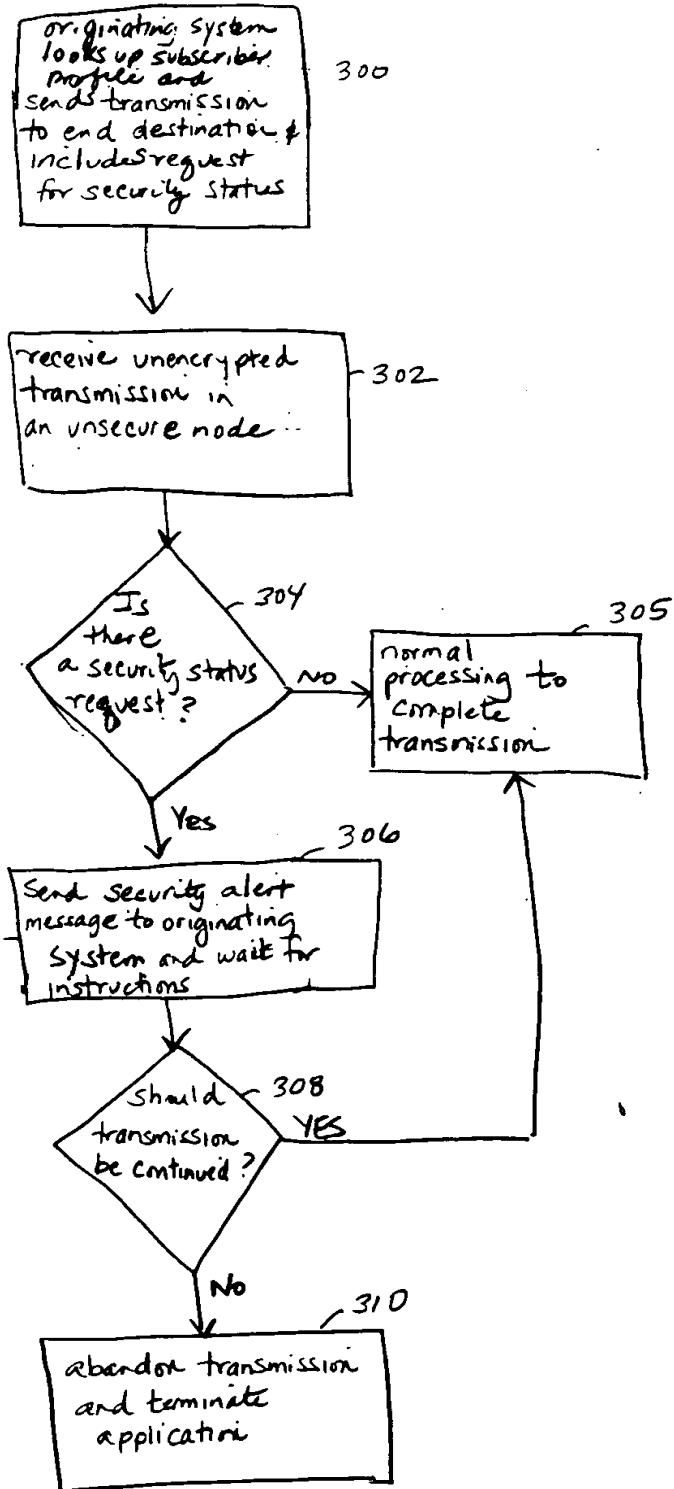 originating system
looks up subscriber
profile and
sends transmission
to end destination &
includes request
for security status
300
receive unencrypted
transmission in
an unsecure node
302
Is
there
a security status
request?
304
NO
normal
processing to
complete
transmission
305
Yes
306
Send security alert
message to originating
system and wait for
instructions
should
transmission
be continued?
308
YES
No
310
abandon transmission
and terminate
application